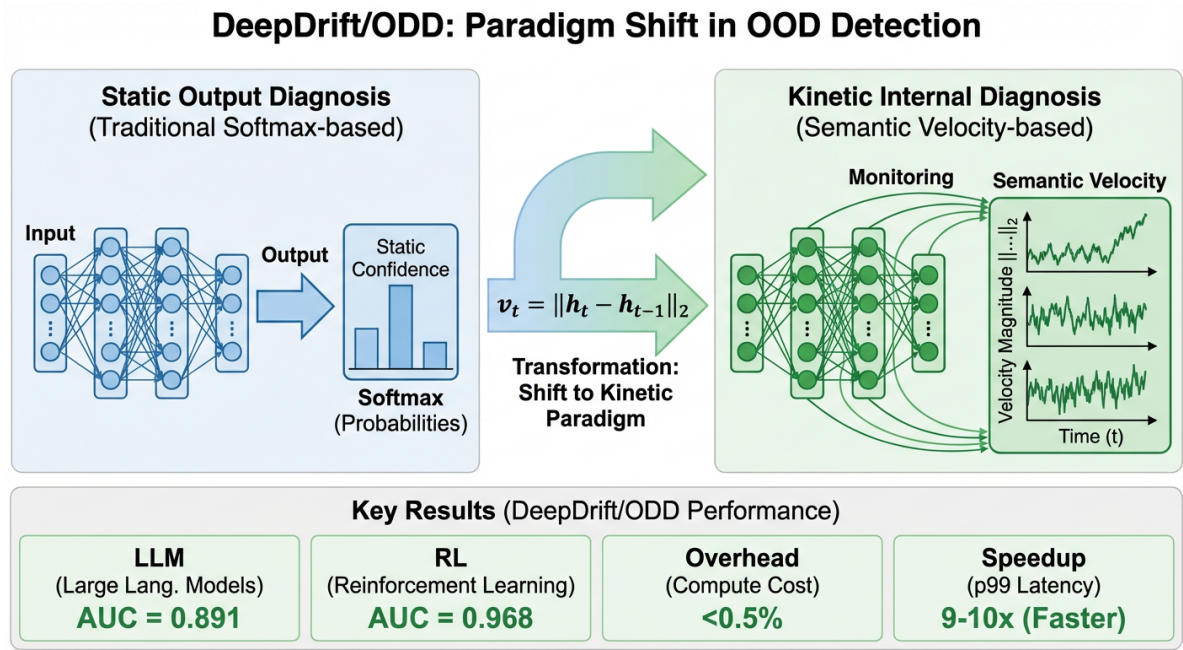 DeepDrift/ODD: Paradigm Shift in OOD Detection
Static Output Diagnosis
(Traditional Softmax-based)
Input
Output
Static
Confidence
Softmax
(Probabilities)
v_t = ||h_t − h_{t−1}||_2
Transformation:
Shift to Kinetic
Paradigm
Kinetic Internal Diagnosis
(Semantic Velocity-based)
Monitoring
Semantic Velocity
Velocity Magnitude ||...||_2
Time (t)
Key Results (DeepDrift/ODD Performance)
LLM
(Large Lang. Models)
AUC = 0.891
RL
(Reinforcement Learning)
AUC = 0.968
Overhead
(Compute Cost)
<0.5%
Speedup
(p99 Latency)
9-10x (Faster)